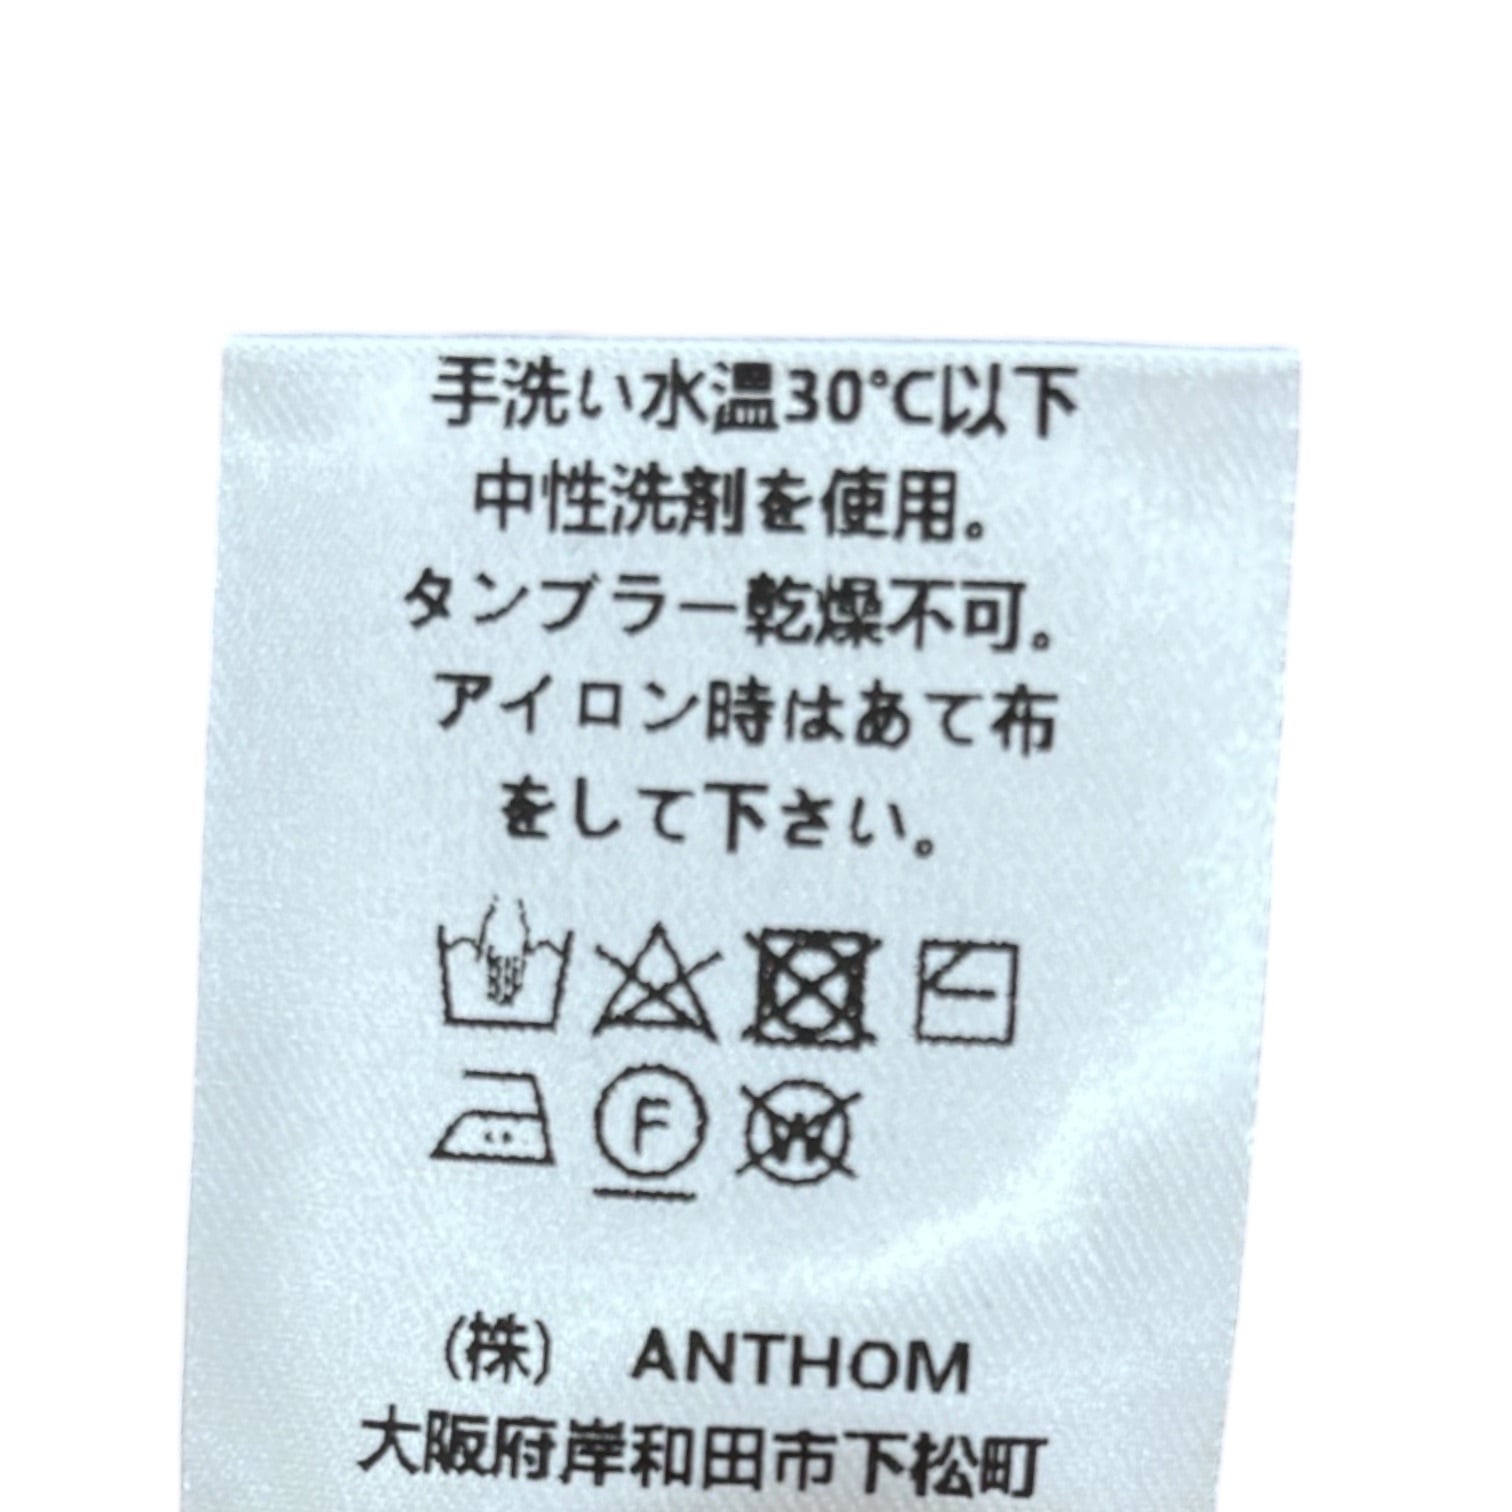 手洗い水温30℃以下
中性洗剤を使用。
タンブラー乾燥不可。
アイロン時はあて布
をして下さい。
F
W
(株) ANTHOM
大阪府岸和田市下松町